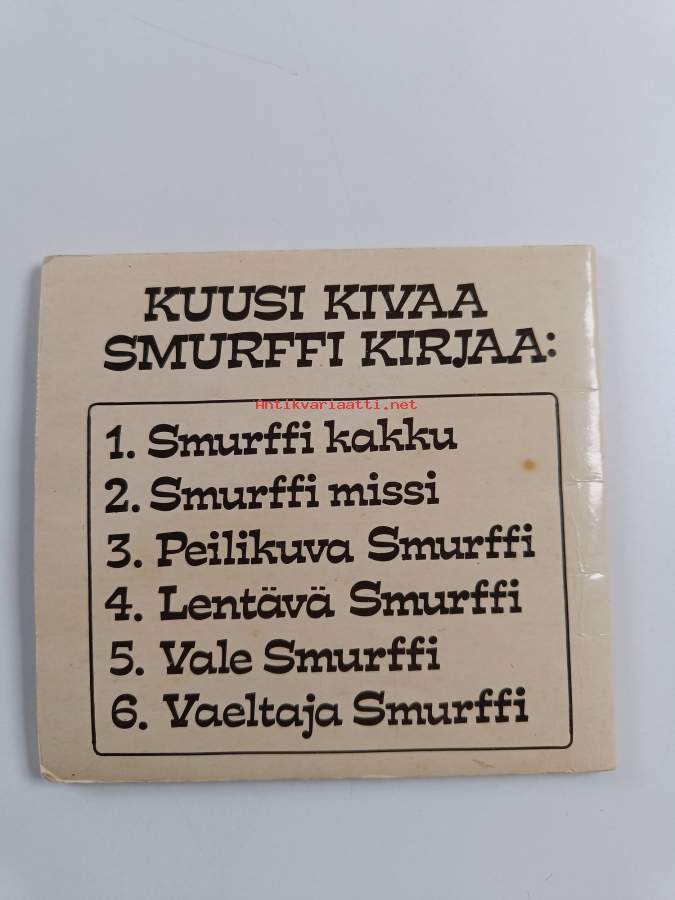 KUUSI KIVAA
SMURFFI KIRJAA:
Antikvariaatti.net
1. Smurffi kakku
2. Smurffi missi
3. Peilikuva Smurffi
4. Lentävä Smurffi
5. Vale Smurffi
6. Vaeltaja Smurffi